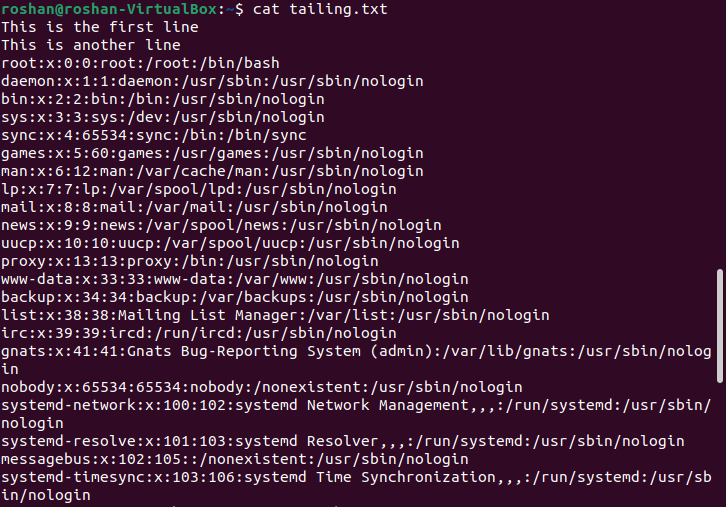 roshan@roshan-VirtualBox:~$ cat tailing.txt
This is the first line
This is another line
root:x:0:0:root:/root:/bin/bash
daemon:x:1:1:daemon:/usr/sbin:/usr/sbin/nologin
bin:x:2:2:bin:/bin:/usr/sbin/nologin
sys:x:3:3:sys:/dev:/usr/sbin/nologin
sync:x:4:65534:sync:/bin:/bin/sync
games:x:5:60:games:/usr/games:/usr/sbin/nologin
man:x:6:12:man:/var/cache/man:/usr/sbin/nologin
lp:x:7:7:lp:/var/spool/lpd:/usr/sbin/nologin
mail:x:8:8:mail:/var/mail:/usr/sbin/nologin
news:x:9:9:news:/var/spool/news:/usr/sbin/nologin
uucp:x:10:10:uucp:/var/spool/uucp:/usr/sbin/nologin
proxy:x:13:13:proxy:/bin:/usr/sbin/nologin
www-data:x:33:33:www-data:/var/www:/usr/sbin/nologin
backup:x:34:34:backup:/var/backups:/usr/sbin/nologin
list:x:38:38:Mailing List Manager:/var/list:/usr/sbin/nologin
irc:x:39:39:ircd:/run/ircd:/usr/sbin/nologin
gnats:x:41:41:Gnats Bug-Reporting System (admin):/var/lib/gnats:/usr/sbin/nolog
in
nobody:x:65534:65534:nobody:/nonexistent:/usr/sbin/nologin
systemd-network:x:100:102:systemd Network Management,,,:/run/systemd:/usr/sbin/
nologin
systemd-resolve:x:101:103:systemd Resolver,,,:/run/systemd:/usr/sbin/nologin
messagebus:x:102:105::/nonexistent:/usr/sbin/nologin
systemd-timesync:x:103:106:systemd Time Synchronization,,,:/run/systemd:/usr/sb
in/nologin